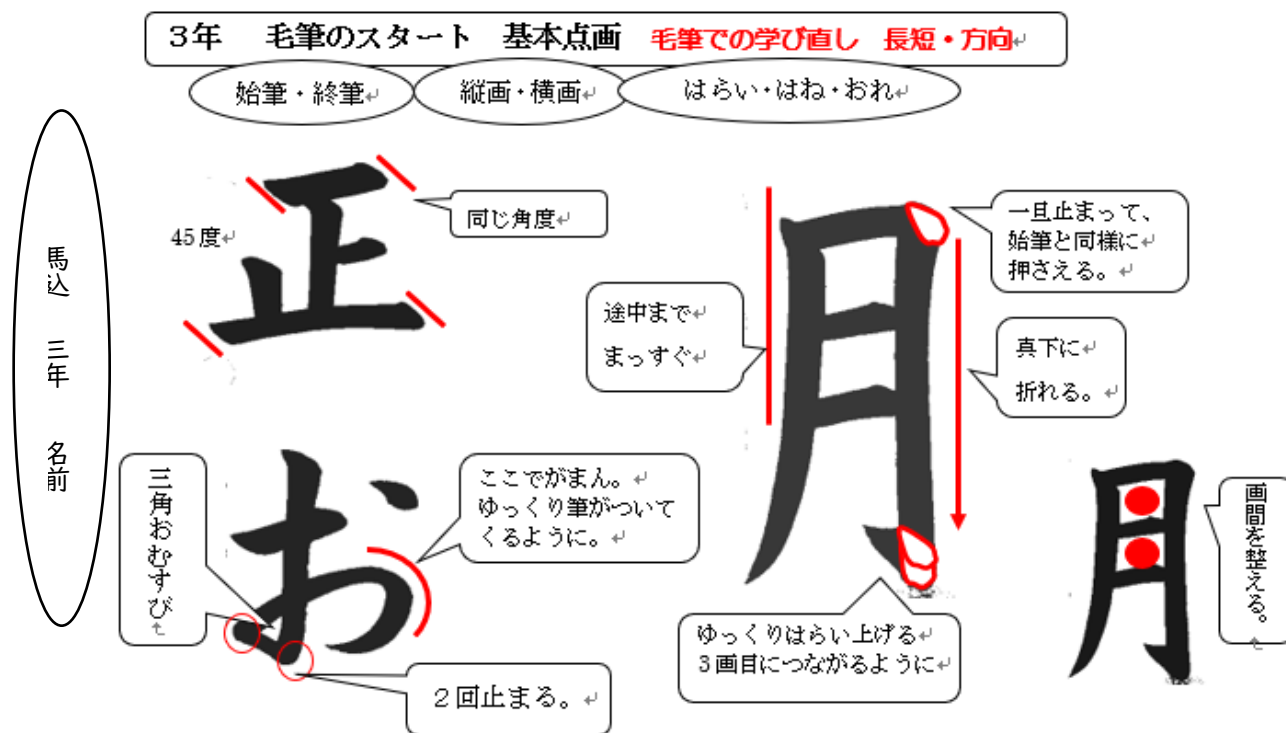 3年 毛筆のスタート 基本点画 毛筆での学び直し 長短・方向
始筆・終筆
縦画・横画
はらい・はね・おれ
馬込 三年 名前
正
45度
同じ角度
月
一旦止まって、
始筆と同様に
押さえる。
途中まで
まっすぐ
真下に
折れる。
お
三角おむすび
ここでがまん。
ゆっくり筆がついて
くるように。
2回止まる。
ゆっくりはらい上げる
3画目につながるように
月
画間を整える。